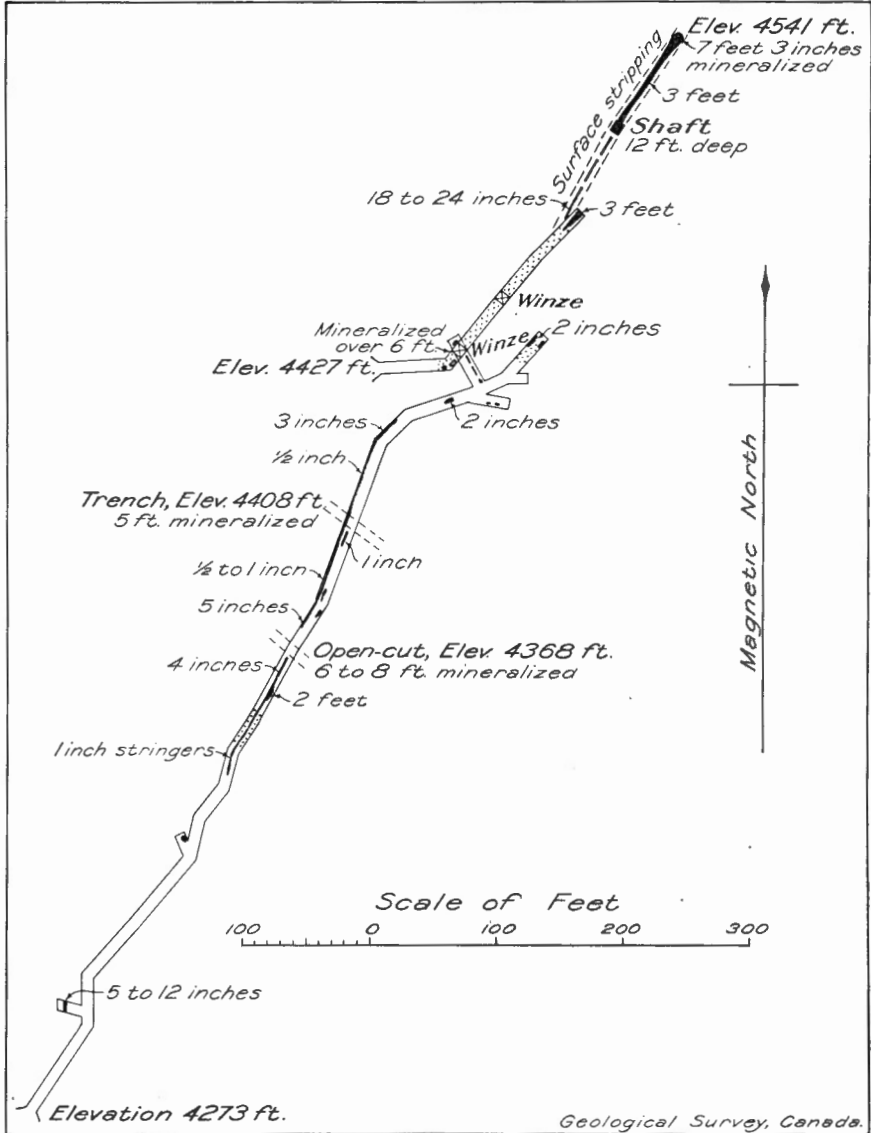 Elev. 4541 ft.
7 feet 3 inches
mineralized
3 feet
Surface stripping
Shaft
12 ft. deep
18 to 24 inches
3 feet
Winze
Mineralized
over 6 ft.
Winze
2 inches
Elev. 4427 ft.
3 inches
2 inches
½ inch
Trench, Elev. 4408 ft.
5 ft. mineralized
1 inch
½ to 1 incn
5 inches
Open-cut, Elev. 4368 ft.
6 to 8 ft. mineralized
4 incnes
2 feet
1 inch stringers
Magnetic North
Scale of Feet
100 0 100 200 300
5 to 12 inches
Elevation 4273 ft.
Geological Survey, Canada.